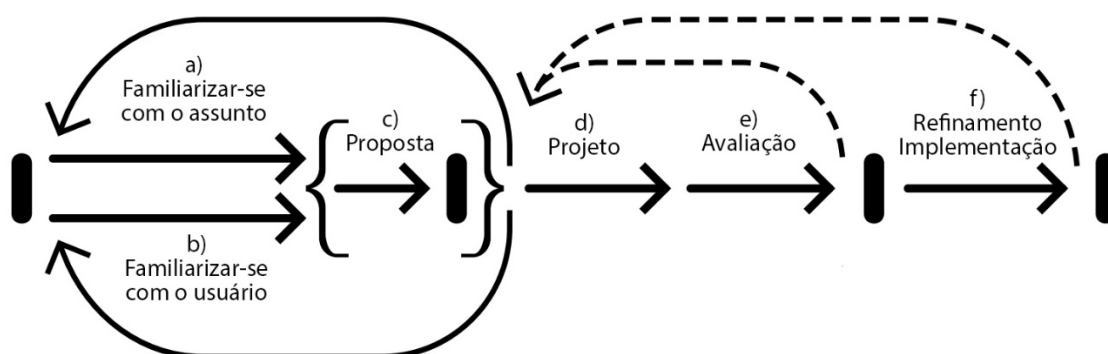 a)
Familiarizar-se
com o assunto
b)
Familiarizar-se
com o usuário
c)
Proposta
d)
Projeto
e)
Avaliação
f)
Refinamento
Implementação